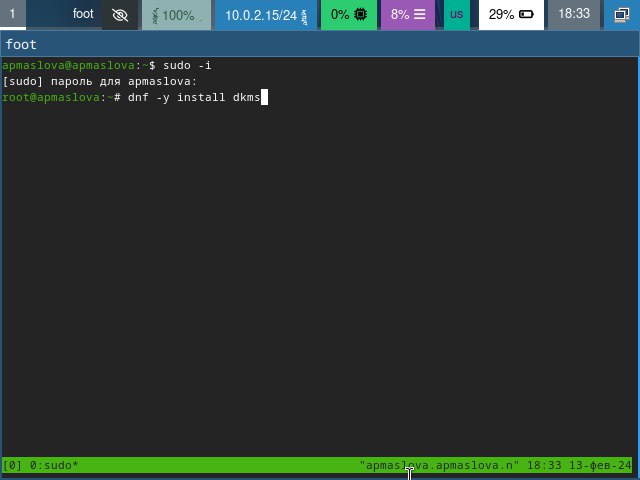 1 foot 100% 10.0.2.15/24 0% 8% us 29% 18:33
foot
apmaslova@apmaslova:~$ sudo -i
[sudo] пароль для apmaslova:
root@apmaslova:~# dnf -y install dkms
[0] 0:sudo* "apmaslova.apmaslova.n" 18:33 13-фев-24